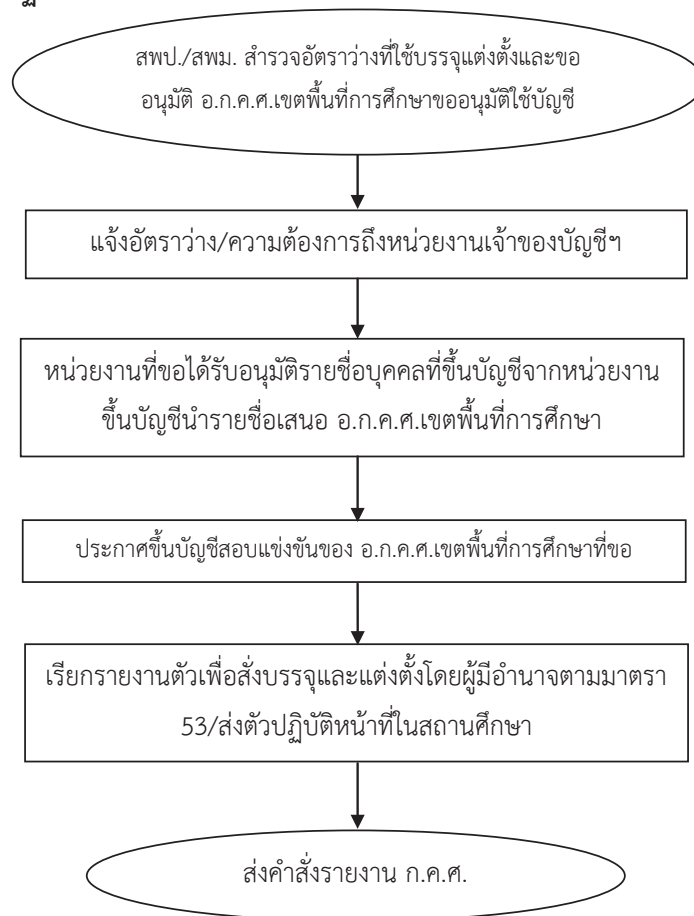 สพป./สพม. สำรวจอัตราว่างที่ใช้บรรจุแต่งตั้งและขอ
อนุมัติ อ.ก.ค.ศ.เขตพื้นที่การศึกษาขออนุมัติใช้บัญชี
แจ้งอัตราว่าง/ความต้องการถึงหน่วยงานเจ้าของบัญชีฯ
หน่วยงานที่ขอได้รับอนุมัติรายชื่อบุคคลที่ขึ้นบัญชีจากหน่วยงาน
ขึ้นบัญชีนำรายชื่อเสนอ อ.ก.ค.ศ.เขตพื้นที่การศึกษา
ประกาศขึ้นบัญชีสอบแข่งขันของ อ.ก.ค.ศ.เขตพื้นที่การศึกษาที่ขอ
เรียกรายงานตัวเพื่อสั่งบรรจุและแต่งตั้งโดยผู้มีอำนาจตามมาตรา
53/ส่งตัวปฏิบัติหน้าที่ในสถานศึกษา
ส่งคำสั่งรายงาน ก.ค.ศ.